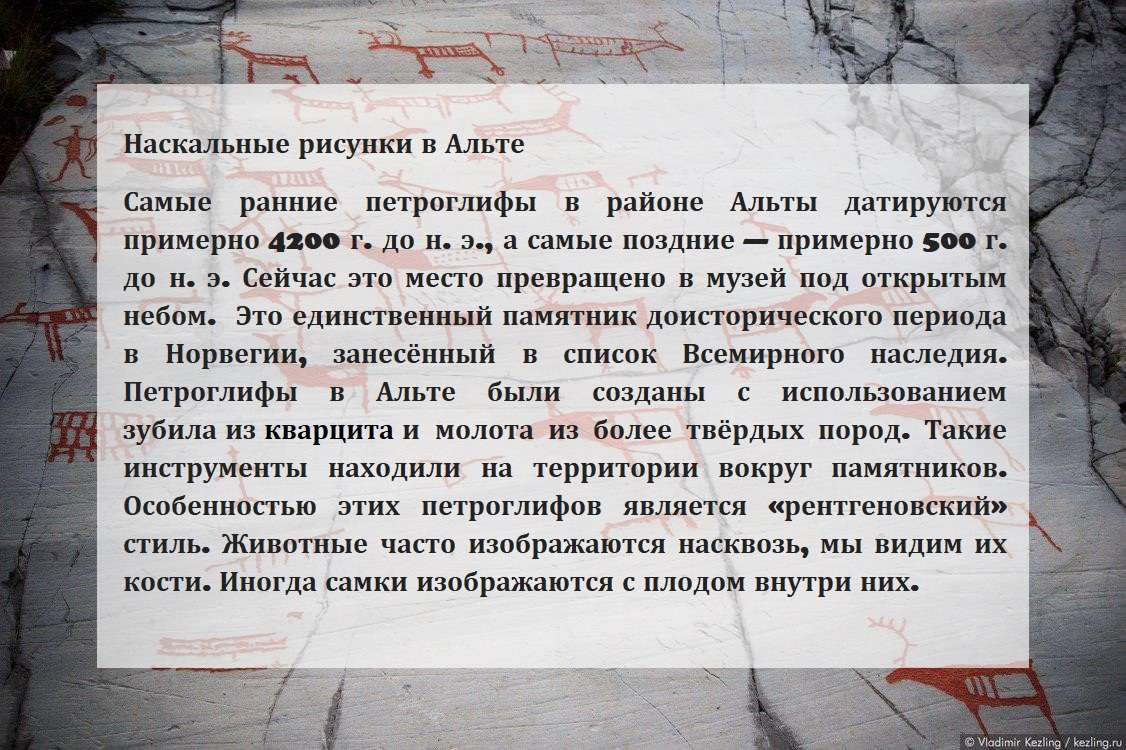 Наскальные рисунки в Альте
Самые ранние петроглифы в районе Альты датируются
примерно 4200 г. до н. э., а самые поздние — примерно 500 г.
до н. э. Сейчас это место превращено в музей под открытым
небом. Это единственный памятник доисторического периода
в Норвегии, занесённый в список Всемирного наследия.
Петроглифы в Альте были созданы с использованием
зубила из кварцита и молота из более твёрдых пород. Такие
инструменты находили на территории вокруг памятников.
Особенностью этих петроглифов является «рентгеновский»
стиль. Животные часто изображаются насквозь, мы видим их
кости. Иногда самки изображаются с плодом внутри них.
© Vladimir Kezling / kezling.ru